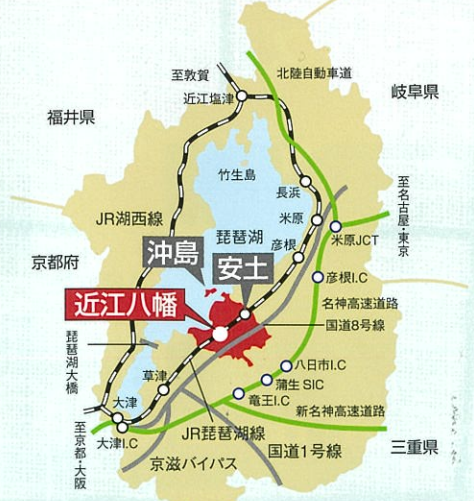 至敦賀
北陸自動車道
近江塩津
岐阜県
福井県
竹生島
長浜
至名古屋・東京
JR湖西線
米原
琵琶湖
米原JCT
京都府
沖島
彦根
安土
彦根I.C
近江八幡
名神高速道路
国道8号線
琵琶湖大橋
八日市I.C
草津
蒲生SIC
竜王I.C
大津
新名神高速道路
大津I.C
JR琵琶湖線
至京都・大阪
国道1号線
三重県
京滋バイパス